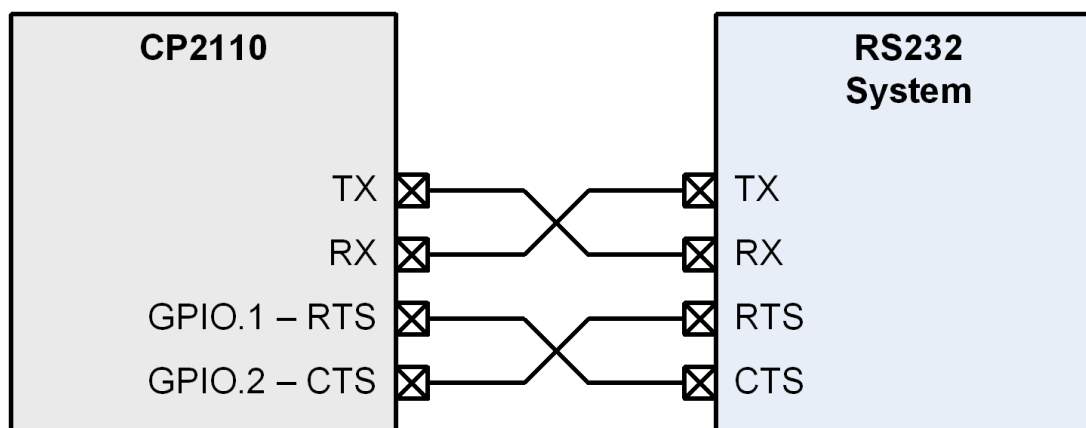 CP2110
RS232
System
TX
RX
GPIO.1 – RTS
GPIO.2 – CTS
TX
RX
RTS
CTS